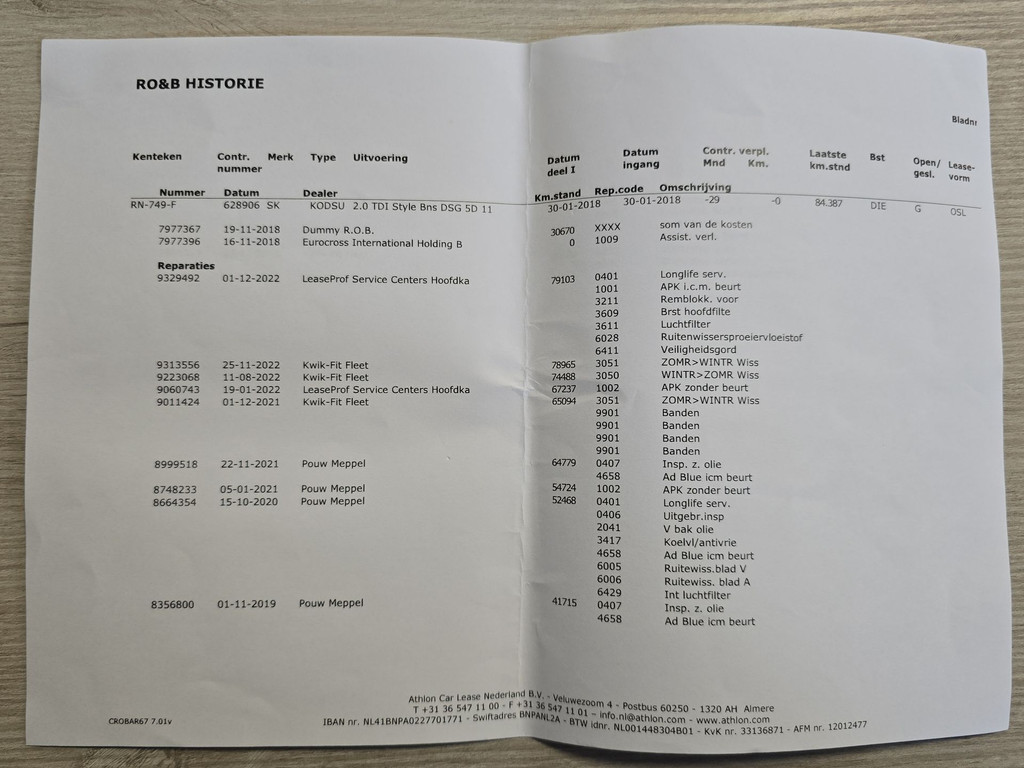 RO&B HISTORIE
Bladnr
Kenteken Contr. nummer Merk Type Uitvoering Datum deel I Datum ingang Contr. verpl. Mnd Km. Laatste km.stnd Bst Open/ gesl. Lease- vorm
Nummer Datum Dealer Km.stand Rep.code Omschrijving
RN-749-F 628906 SK KODSU 2.0 TDI Style Bns DSG 5D 11 30-01-2018 30-01-2018 -29 -0 84.387 DIE G OSL
7977367 19-11-2018 Dummy R.O.B. 30670 XXXX som van de kosten
7977396 16-11-2018 Eurocross International Holding B 0 1009 Assist. verl.
Reparaties
9329492 01-12-2022 LeaseProf Service Centers Hoofdka 79103 0401 Longlife serv.
1001 APK i.c.m. beurt
3211 Remblokk. voor
3609 Brst hoofdfilte
3611 Luchtfilter
6028 Ruitenwissersproeiervloeistof
6411 Veiligheidsgord
9313556 25-11-2022 Kwik-Fit Fleet 78965 3051 ZOMR>WINTR Wiss
9223068 11-08-2022 Kwik-Fit Fleet 74488 3050 WINTR>ZOMR Wiss
9060743 19-01-2022 LeaseProf Service Centers Hoofdka 67237 1002 APK zonder beurt
9011424 01-12-2021 Kwik-Fit Fleet 65094 3051 ZOMR>WINTR Wiss
9901 Banden
9901 Banden
9901 Banden
9901 Banden
8999518 22-11-2021 Pouw Meppel 64779 0407 Insp. z. olie
4658 Ad Blue icm beurt
8748233 05-01-2021 Pouw Meppel 54724 1002 APK zonder beurt
8664354 15-10-2020 Pouw Meppel 52468 0401 Longlife serv.
0406 Uitgebr.insp
2041 V bak olie
3417 Koelvl/antivrie
4658 Ad Blue icm beurt
6005 Ruitewiss.blad V
6006 Ruitewiss. blad A
6429 Int luchtfilter
8356800 01-11-2019 Pouw Meppel 41715 0407 Insp. z. olie
4658 Ad Blue icm beurt
Athlon Car Lease Nederland B.V. - Veluwezoom 4 - Postbus 60250 - 1320 AH Almere
T +31 36 547 11 00 - F +31 36 547 11 01 - info.nl@athlon.com - www.athlon.com
CROBAR67 7.01v IBAN nr. NL41BNPA0227701771 - Swiftadres BNPANL2A - BTW idnr. NL001448304B01 - KvK nr. 33136871 - AFM nr. 12012477